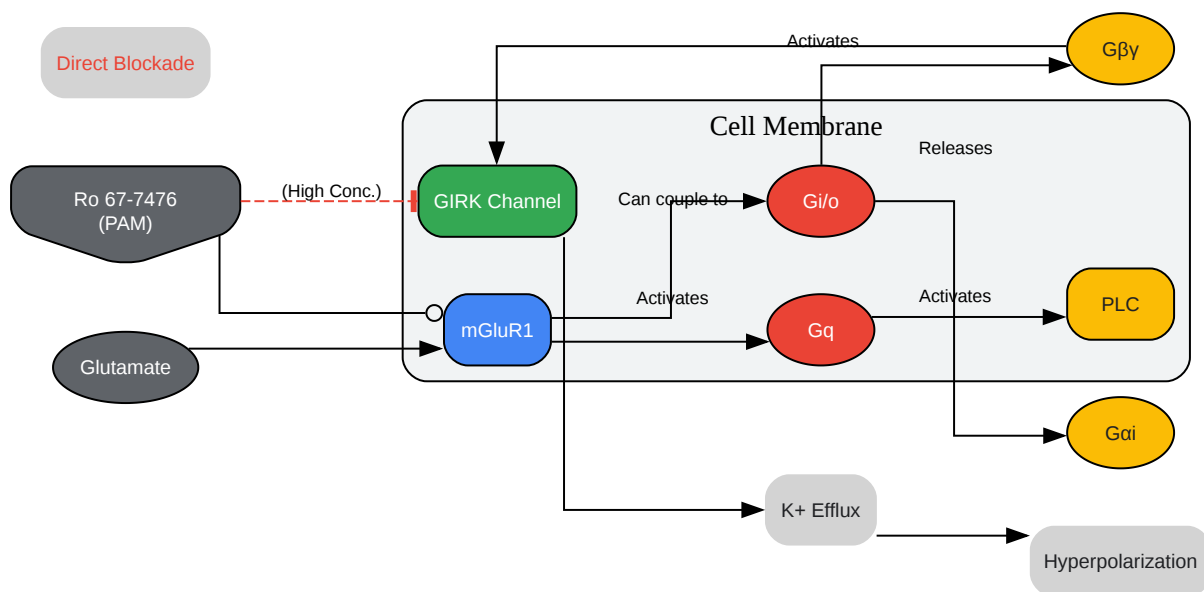 Activates
Gβγ
Direct Blockade
Cell Membrane
Releases
Ro 67-7476
(PAM)
(High Conc.)
GIRK Channel
Can couple to
Gi/o
mGluR1
Activates
Gq
Activates
PLC
Glutamate
Gαi
K+ Efflux
Hyperpolarization